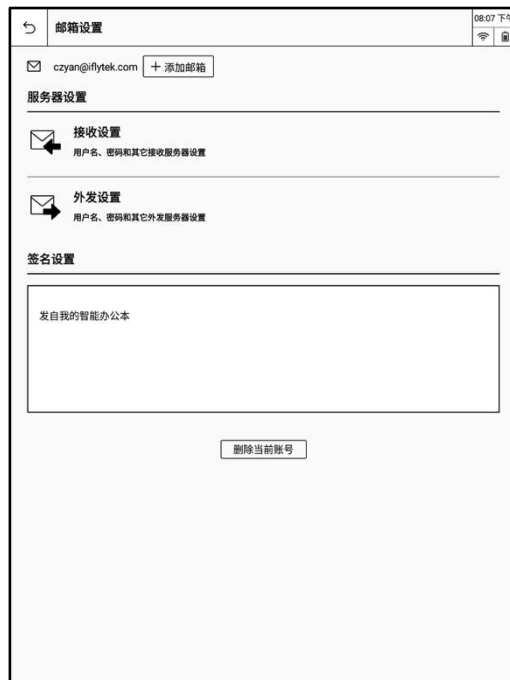 邮箱设置
08:07 下午
czyan@iflytek.com
＋ 添加邮箱
服务器设置
接收设置
用户名、密码和其它接收服务器设置
外发设置
用户名、密码和其它外发服务器设置
签名设置
发自我的智能办公本
删除当前账号